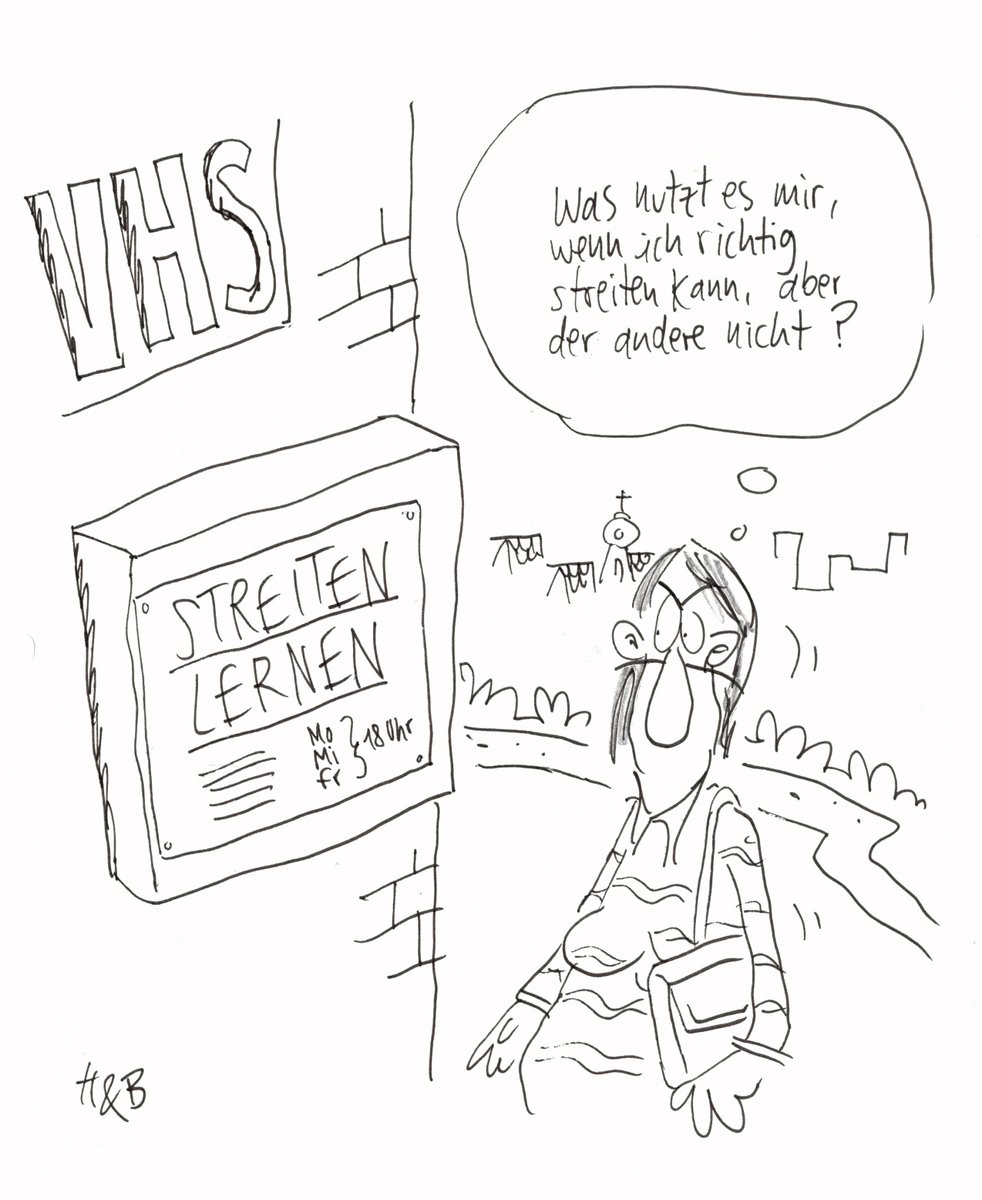 VHS
Was nutzt es mir,
wenn ich richtig
streiten kann, aber
der andere nicht?
STREITEN
LERNEN
Mo
Mi } 18 Uhr
Fr
H&B